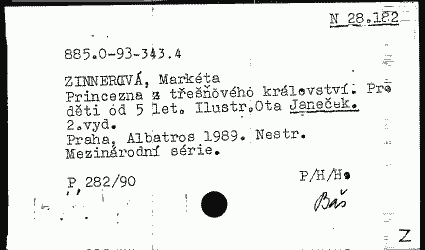 N 28.182
885.0-93-343.4
ZINNEROVÁ, Markéta
Princezna z třešňového království. Pro
děti od 5 let. Ilustr.Ota Janeček.
2.vyd.
Praha, Albatros 1989. Nestr.
Mezinárodní série.
P 282/90
P/H/H.
Báš
Z